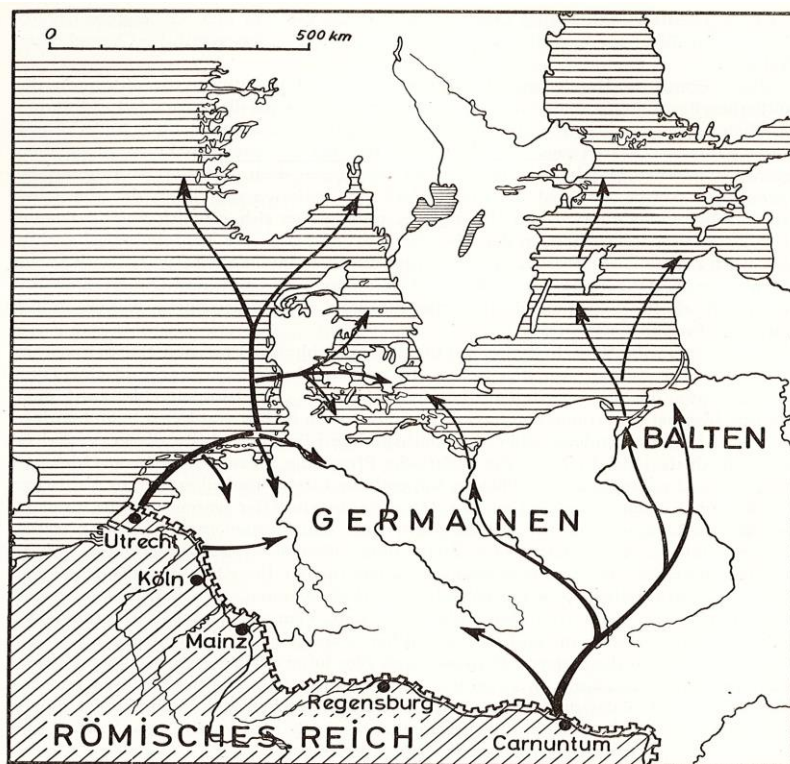 0 500 km
BALTEN
GERMANEN
Utrecht
Köln
Mainz
Regensburg
RÖMISCHES REICH
Carnuntum